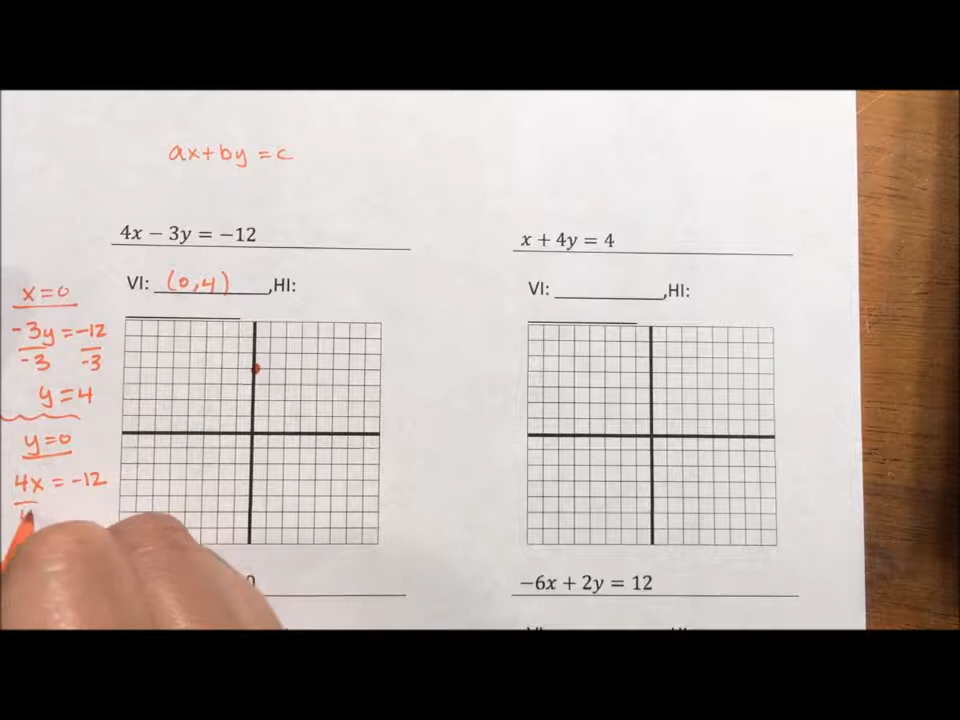 ax+by=c
4x − 3y = −12
VI: (0,4) ,HI:
x=0
-3y=-12
-3 -3
y=4
y=0
4x=-12
x + 4y = 4
VI: ,HI:
−6x + 2y = 12